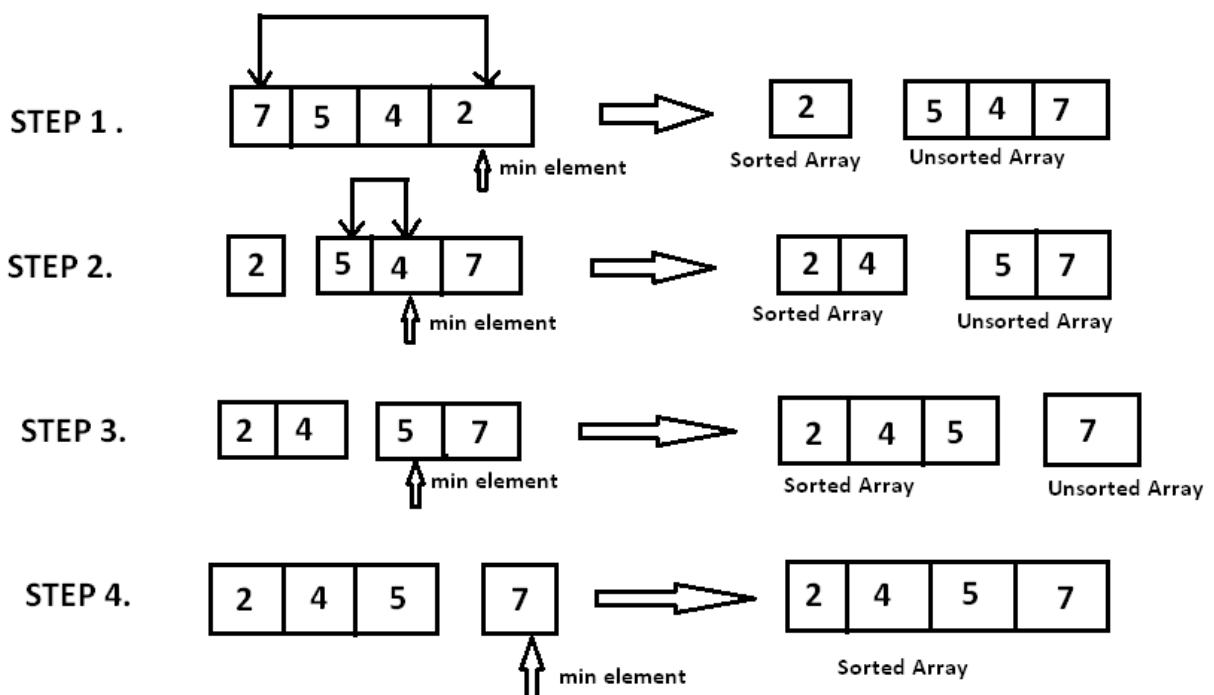 STEP 1 .
7 5 4 2
min element
2
Sorted Array
5 4 7
Unsorted Array
STEP 2.
2
5 4 7
min element
2 4
Sorted Array
5 7
Unsorted Array
STEP 3.
2 4
5 7
min element
2 4 5
Sorted Array
7
Unsorted Array
STEP 4.
2 4 5
7
min element
2 4 5 7
Sorted Array